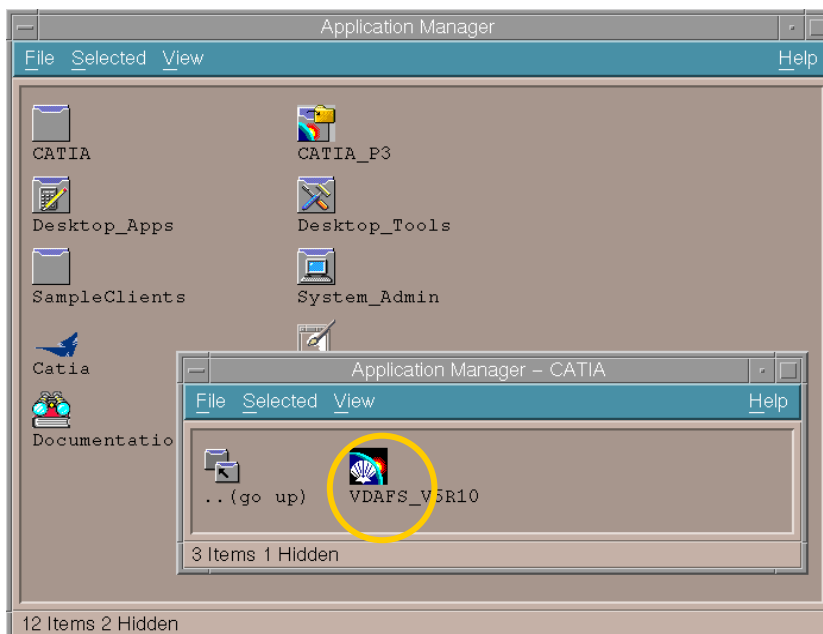 Application Manager
File Selected View Help
CATIA CATIA_P3
Desktop_Apps Desktop_Tools
SampleClients System_Admin
Catia
Documentatio
Application Manager – CATIA
File Selected View Help
..(go up) VDAFS_V5R10
3 Items 1 Hidden
12 Items 2 Hidden